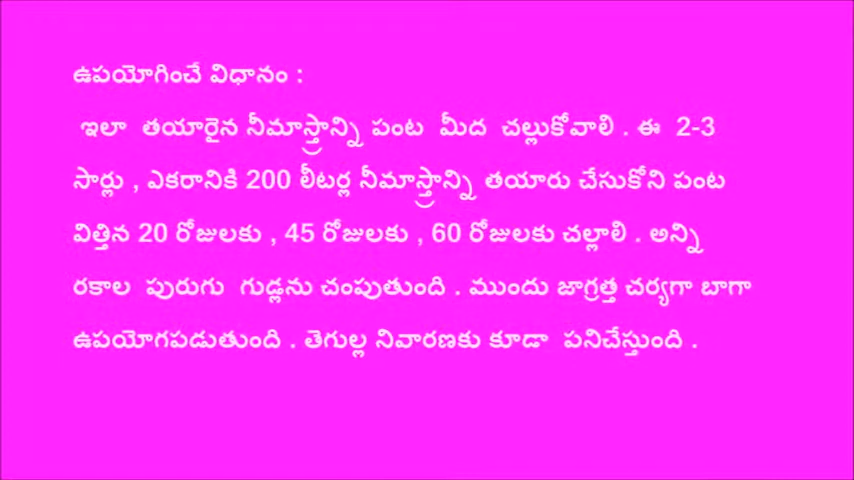 ఉపయోగించే విధానం :
ఇలా తయారైన నీమాస్త్రాన్ని పంట మీద చల్లుకోవాలి . ఈ 2-3
సార్లు , ఎకరానికి 200 లీటర్ల నీమాస్త్రాన్ని తయారు చేసుకోని పంట
విత్తిన 20 రోజులకు , 45 రోజులకు , 60 రోజులకు చల్లాలి . అన్ని
రకాల పురుగు గుడ్లను చంపుతుంది . ముందు జాగ్రత్త చర్యగా బాగా
ఉపయోగపడుతుంది . తెగుల్ల నివారణకు కూడా పనిచేస్తుంది .